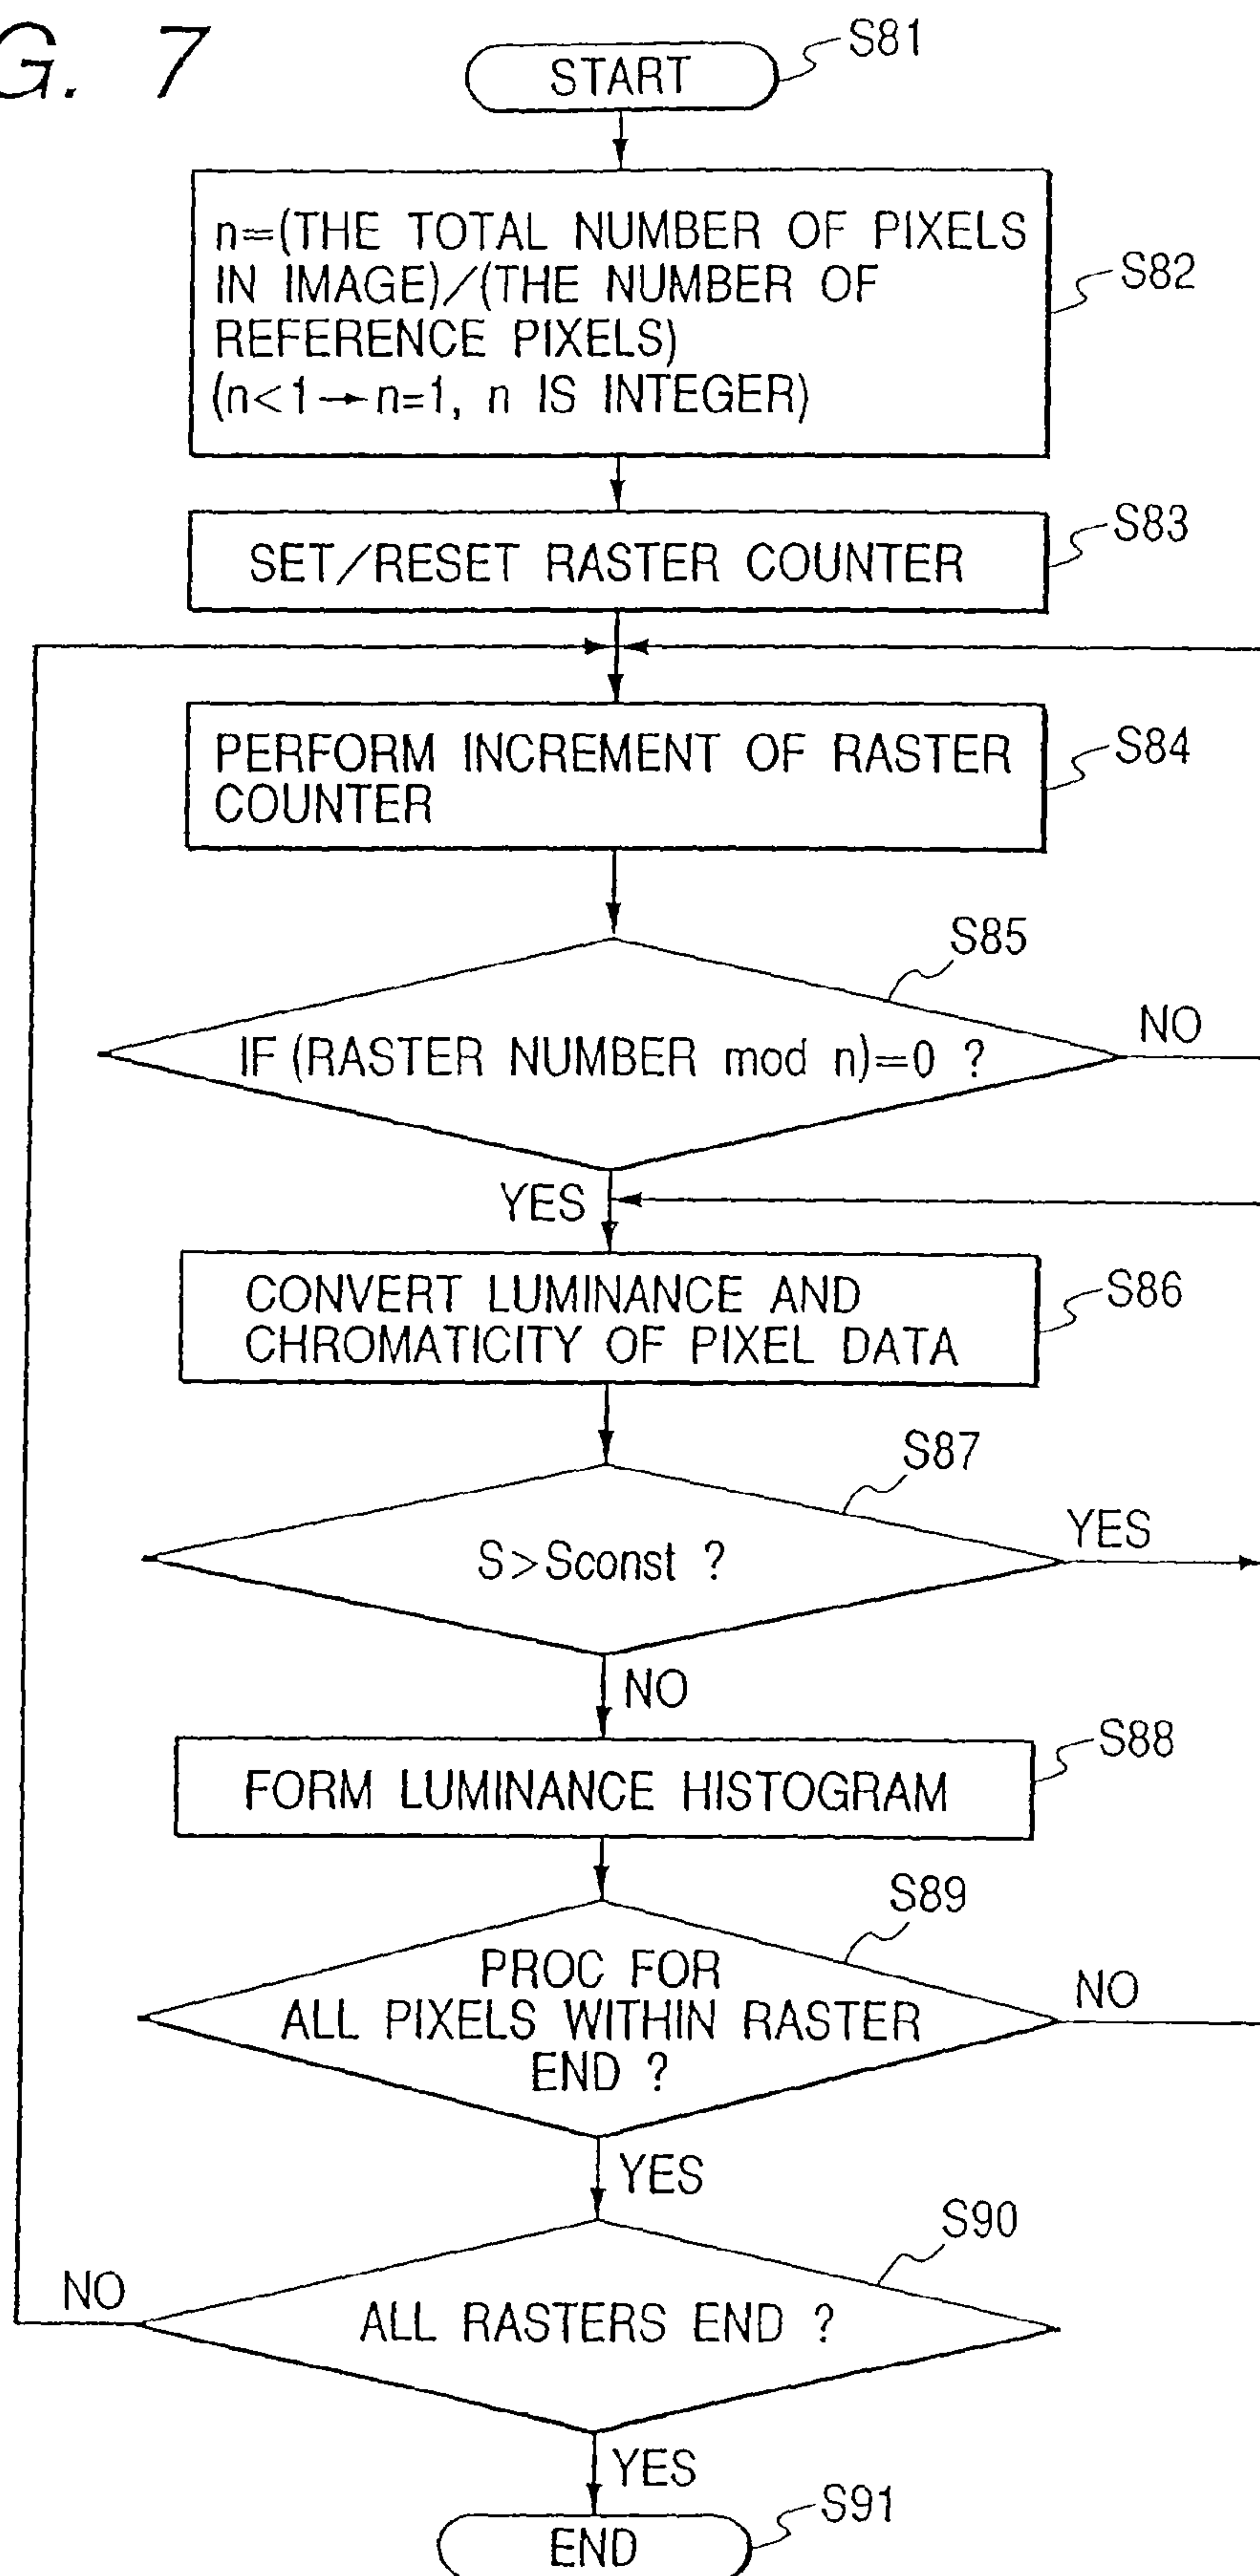 G. 7
START
S81
n=(THE TOTAL NUMBER OF PIXELS
IN IMAGE)/(THE NUMBER OF
REFERENCE PIXELS)
(n<1→n=1, n IS INTEGER)
S82
SET/RESET RASTER COUNTER
S83
PERFORM INCREMENT OF RASTER
COUNTER
S84
S85
IF (RASTER NUMBER mod n)=0 ?
NO
YES
CONVERT LUMINANCE AND
CHROMATICITY OF PIXEL DATA
S86
S87
S>Sconst ?
YES
NO
FORM LUMINANCE HISTOGRAM
S88
S89
PROC FOR
ALL PIXELS WITHIN RASTER
END ?
NO
YES
S90
NO
ALL RASTERS END ?
YES
END
S91